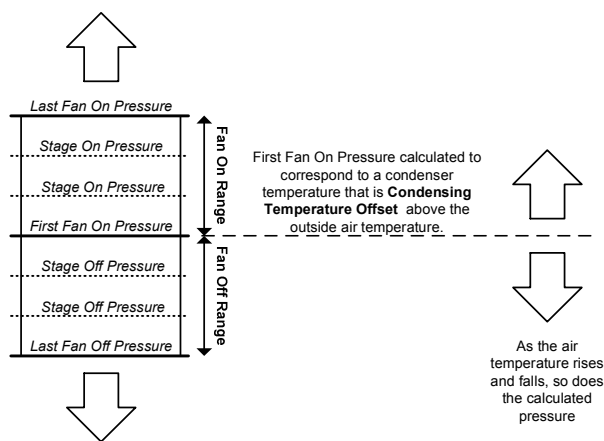 Last Fan On Pressure
Stage On Pressure
Stage On Pressure
First Fan On Pressure
Stage Off Pressure
Stage Off Pressure
Last Fan Off Pressure
Fan On Range
Fan Off Range
First Fan On Pressure calculated to
correspond to a condenser
temperature that is Condensing
Temperature Offset above the
outside air temperature.
As the air
temperature rises
and falls, so does
the calculated
pressure